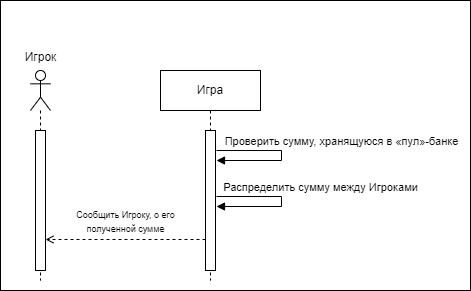 Игрок
Игра
Проверить сумму, хранящуюся в «пул»-банке
Распределить сумму между Игроками
Сообщить Игроку, о его
полученной сумме